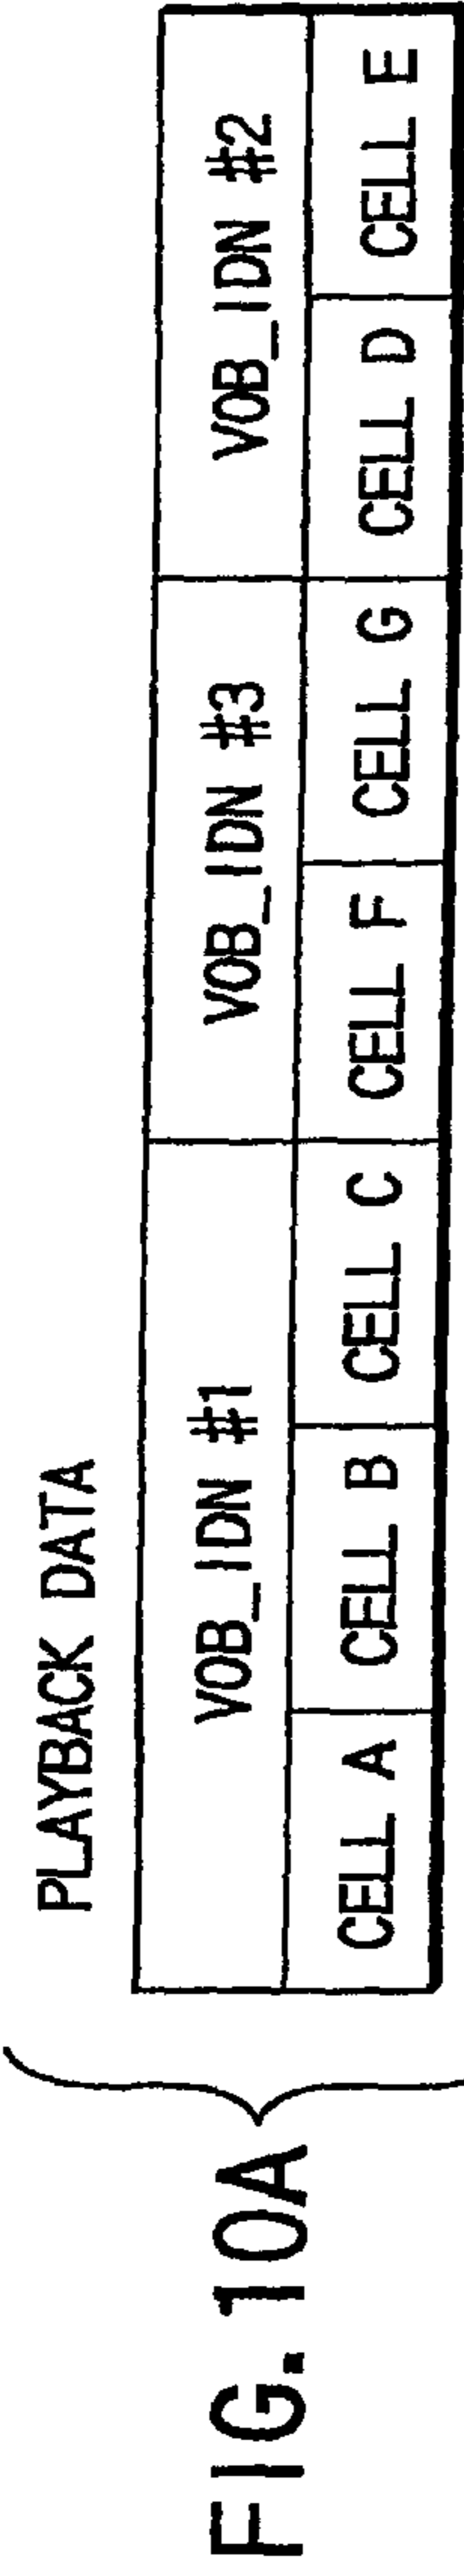 FIG. 10A
PLAYBACK DATA
VOB_IDN #1 VOB_IDN #3 VOB_IDN #2
CELL A CELL B CELL C CELL F CELL G CELL D CELL E